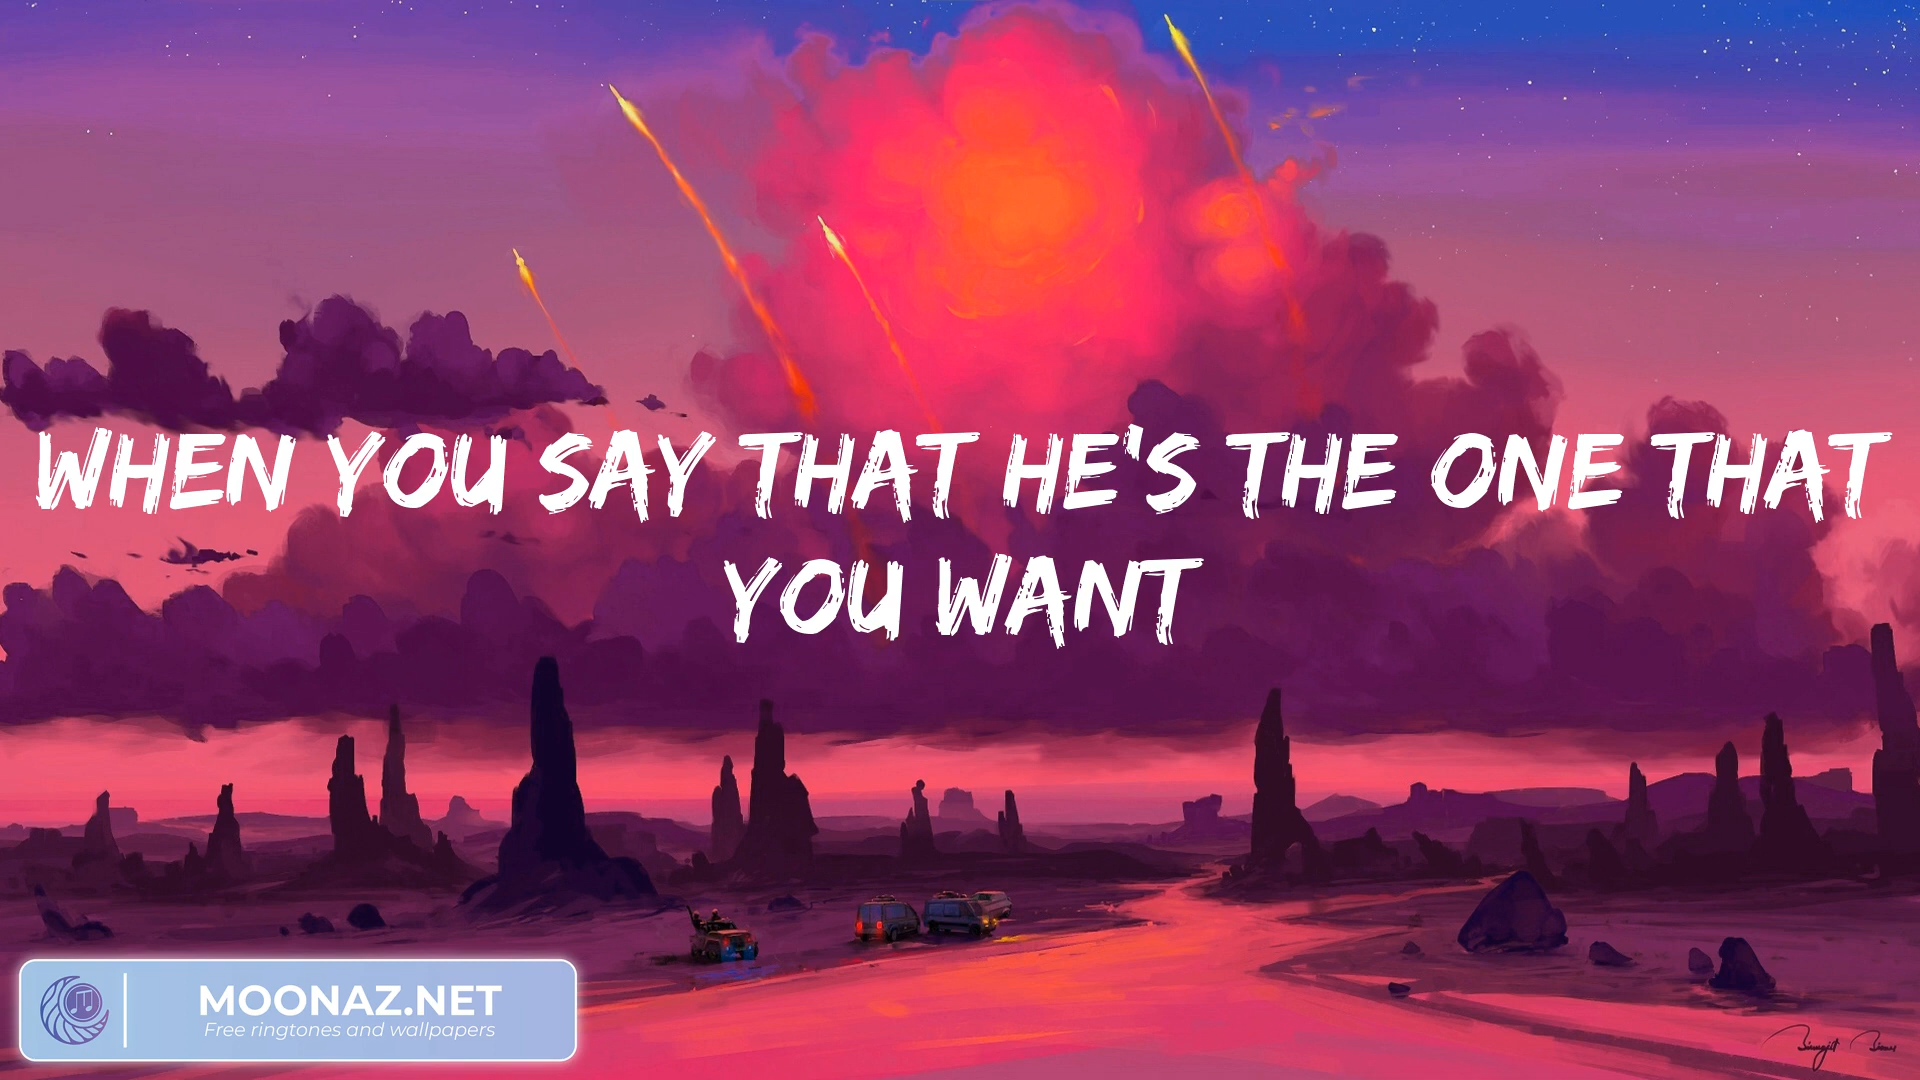 WHEN YOU SAY THAT HE'S THE ONE THAT
YOU WANT
MOONAZ.NET
Free ringtones and wallpapers